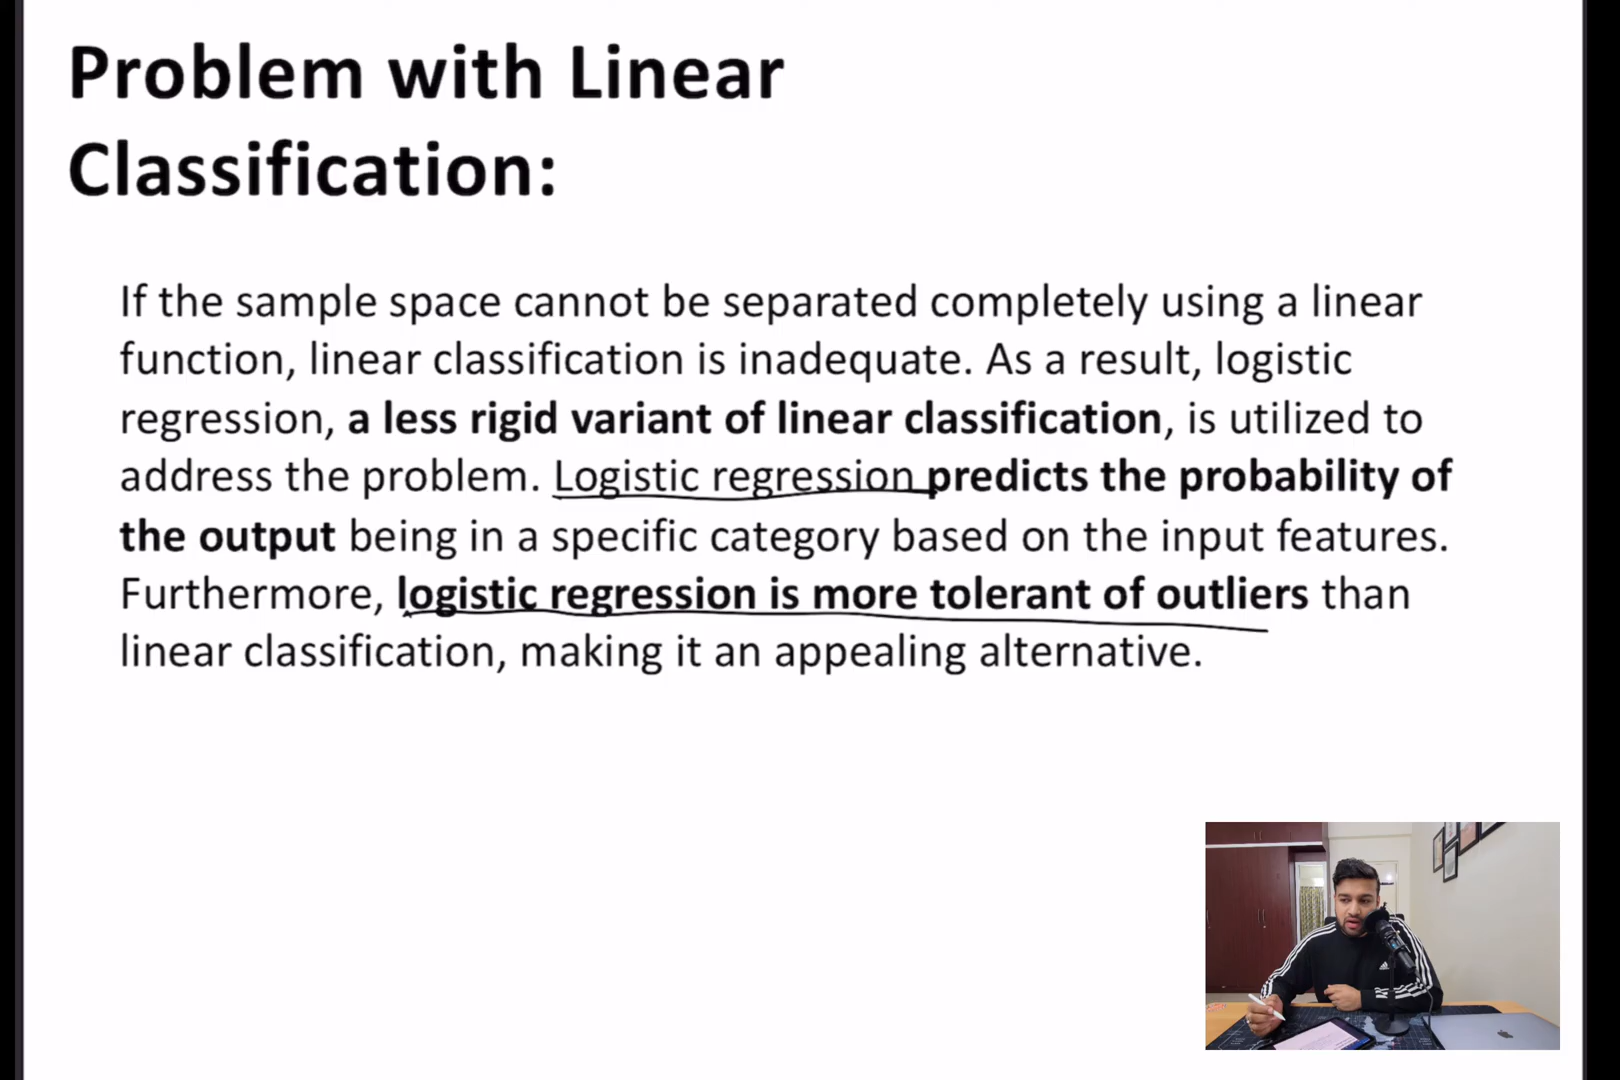 Problem with Linear
Classification:
If the sample space cannot be separated completely using a linear
function, linear classification is inadequate. As a result, logistic
regression, a less rigid variant of linear classification, is utilized to
address the problem. Logistic regression predicts the probability of
the output being in a specific category based on the input features.
Furthermore, logistic regression is more tolerant of outliers than
linear classification, making it an appealing alternative.